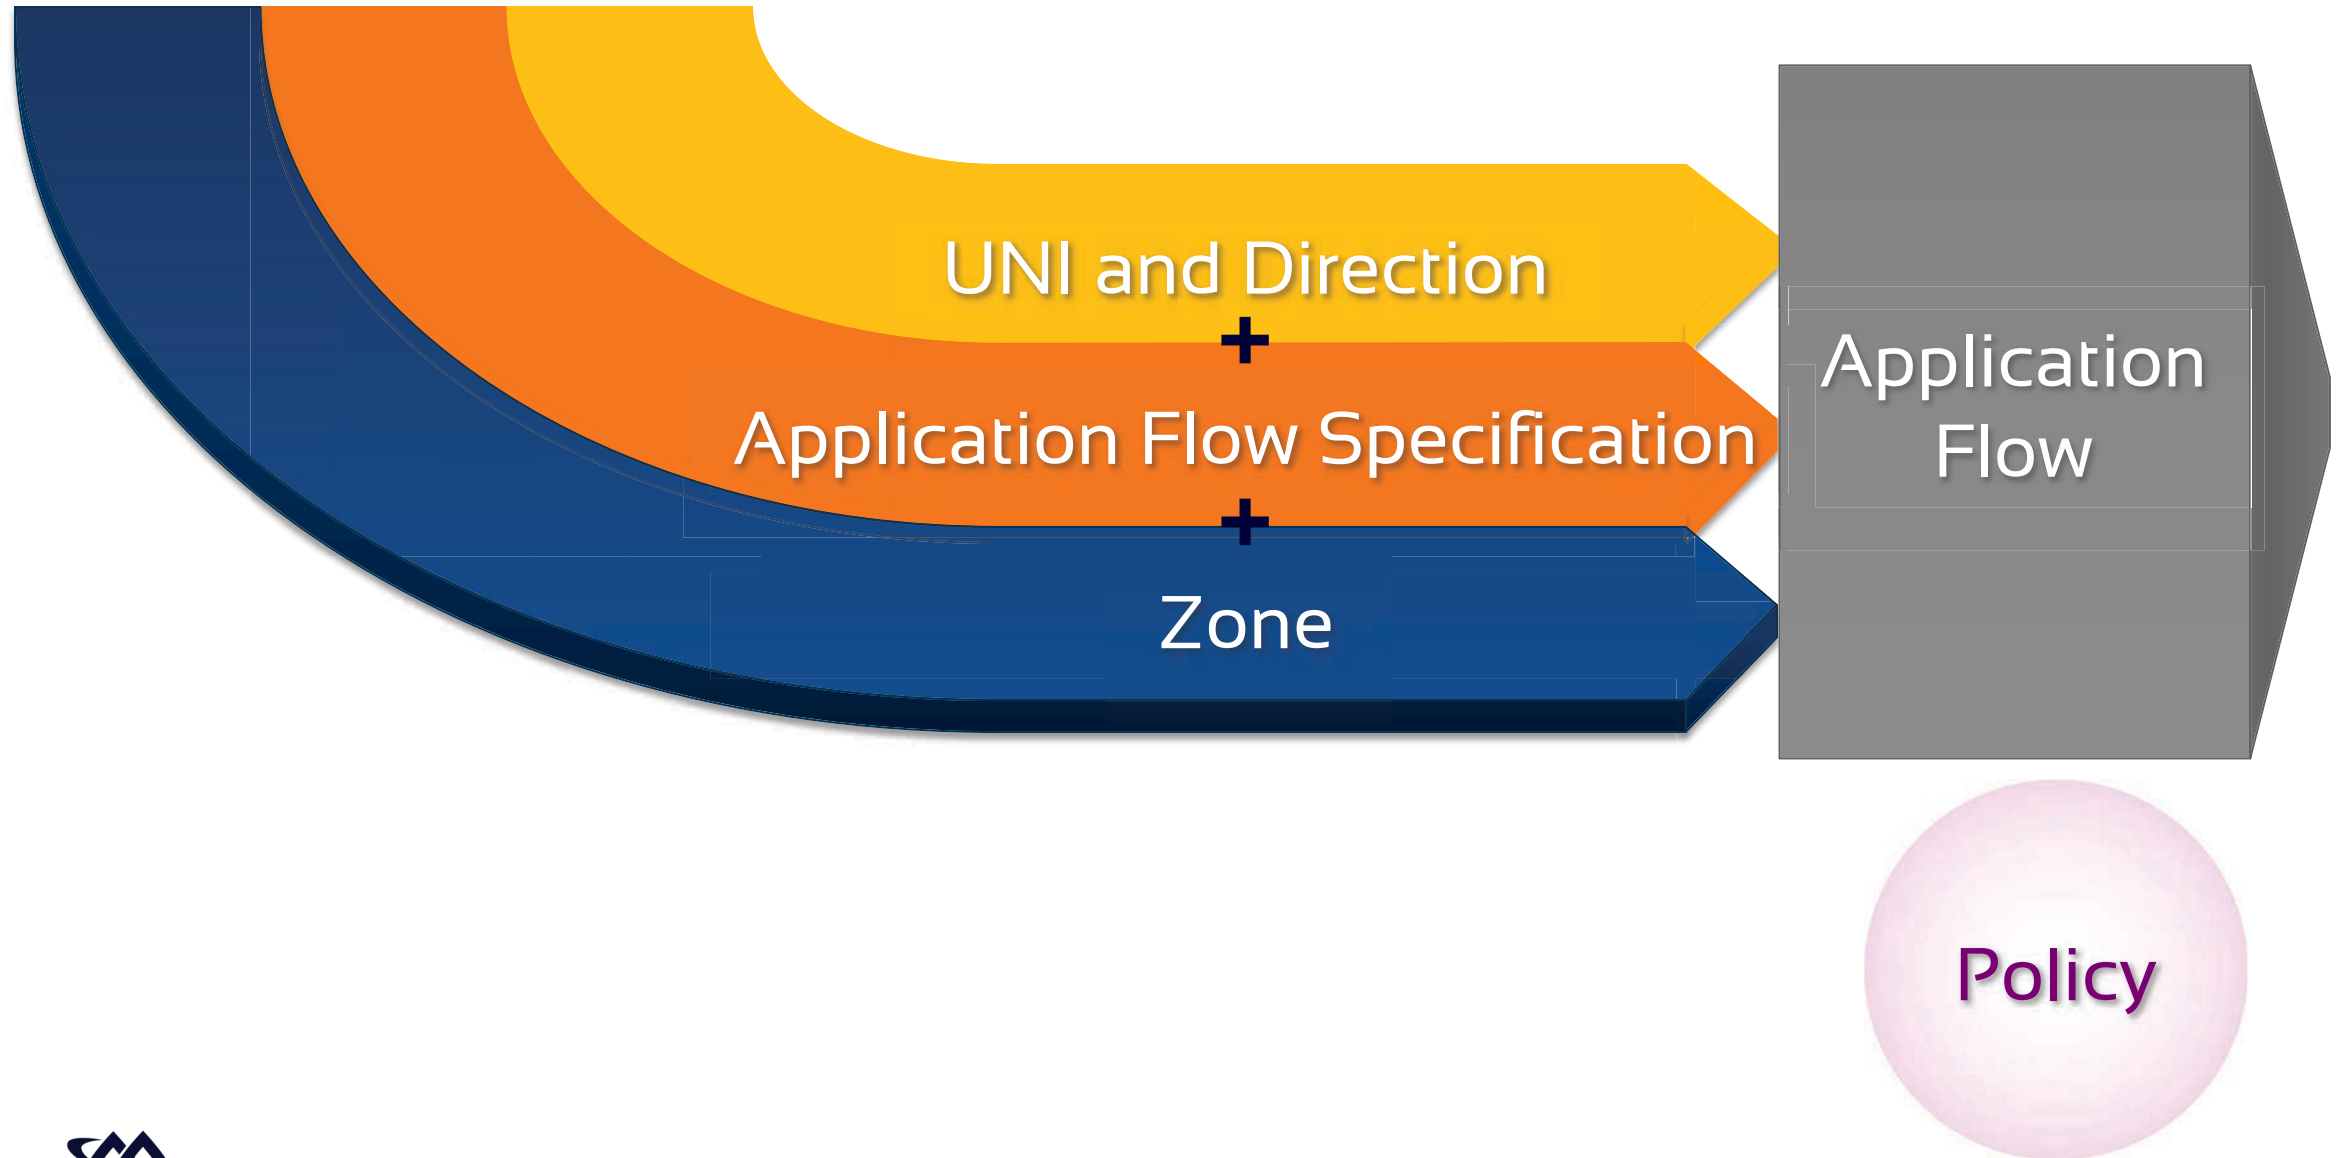 UNI and Direction
+
Application Flow Specification
+
Zone
Application
Flow
Policy